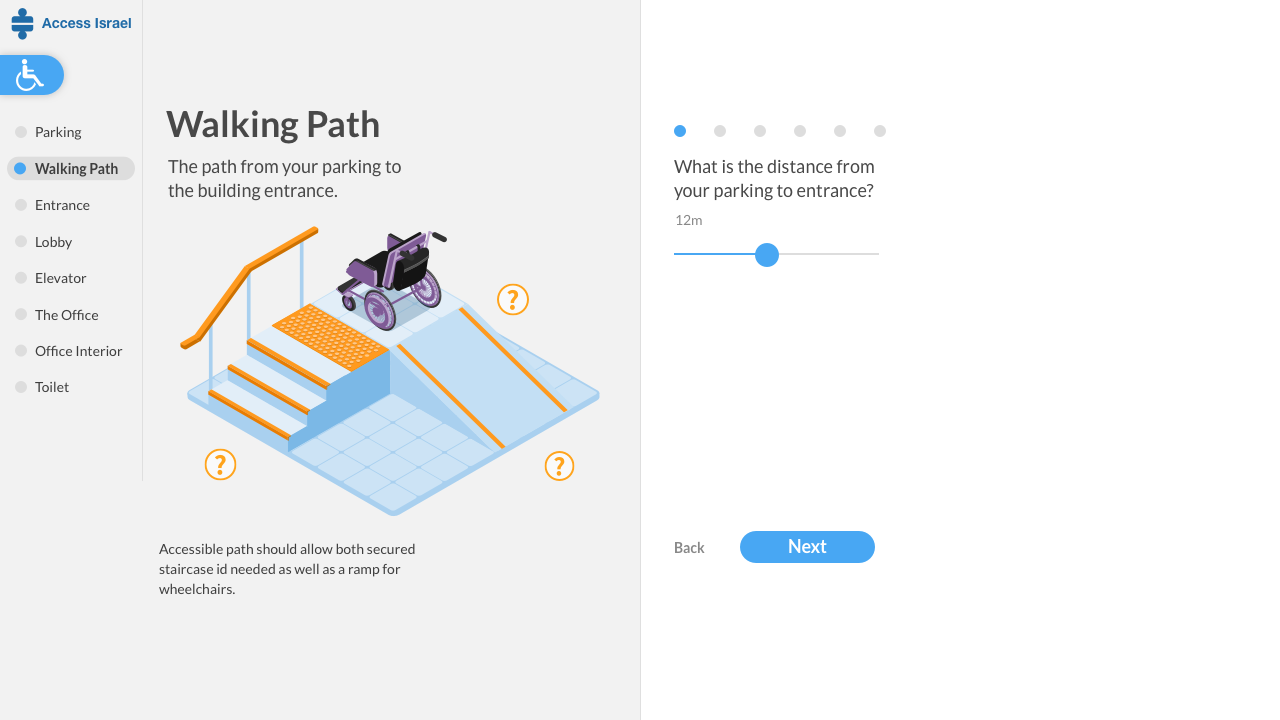 Access Israel
Parking
Walking Path
Entrance
Lobby
Elevator
The Office
Office Interior
Toilet
Walking Path
The path from your parking to
the building entrance.
?
?
?
Accessible path should allow both secured
staircase id needed as well as a ramp for
wheelchairs.
What is the distance from
your parking to entrance?
12m
Back
Next